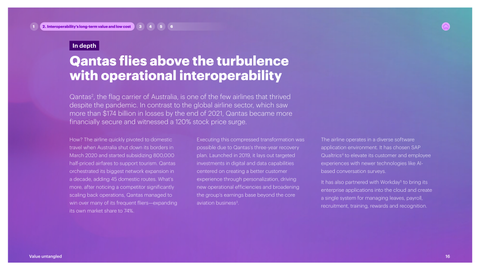 1 2. Interoperability's long-term value and low cost 3 4 5 6
In depth
Qantas flies above the turbulence
with operational interoperability
Qantas², the flag carrier of Australia, is one of the few airlines that thrived
despite the pandemic. In contrast to the global airline sector, which saw
more than $174 billion in losses by the end of 2021, Qantas became more
financially secure and witnessed a 120% stock price surge.
How? The airline quickly pivoted to domestic
travel when Australia shut down its borders in
March 2020 and started subsidizing 800,000
half-priced airfares to support tourism. Qantas
orchestrated its biggest network expansion in
a decade, adding 45 domestic routes. What's
more, after noticing a competitor significantly
scaling back operations, Qantas managed to
win over many of its frequent fliers—expanding
its own market share to 74%.
Executing this compressed transformation was
possible due to Qantas's three-year recovery
plan. Launched in 2019, it laid out targeted
investments in digital and data capabilities
centered on creating a better customer
experience through personalization, driving
new operational efficiencies and broadening
the group's earnings base beyond the core
aviation business³.
The airline operates in a diverse software
application environment. It has chosen SAP
Qualtrics⁴ to elevate its customer and employee
experiences with newer technologies like AI-
based conversation surveys.
It has also partnered with Workday⁵ to bring its
enterprise applications into the cloud and create
a single system for managing leaves, payroll,
recruitment, training, rewards and recognition.
Value untangled
16